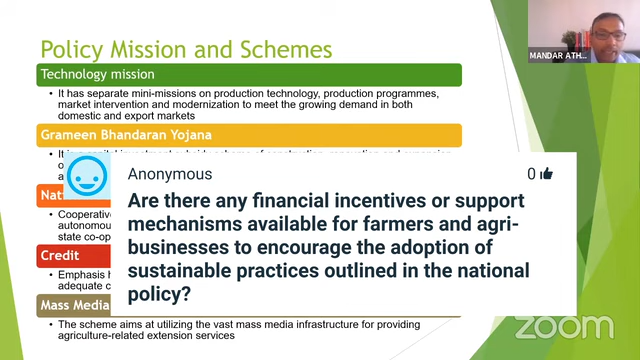 Policy Mission and Schemes
MANDAR ATH...
Technology mission
• It has separate mini-missions on production technology, production programmes,
market intervention and modernization to meet the growing demand in both
domestic and export markets
Grameen Bhandaran Yojana
Anonymous
0
Are there any financial incentives or support
mechanisms available for farmers and agri-
businesses to encourage the adoption of
sustainable practices outlined in the national
policy?
Nat
• Cooperative
autonomou
state co-op
Credit
• Emphasis h
adequate c
Mass Media
• The scheme aims at utilizing the vast mass media infrastructure for providing
agriculture-related extension services
zoom